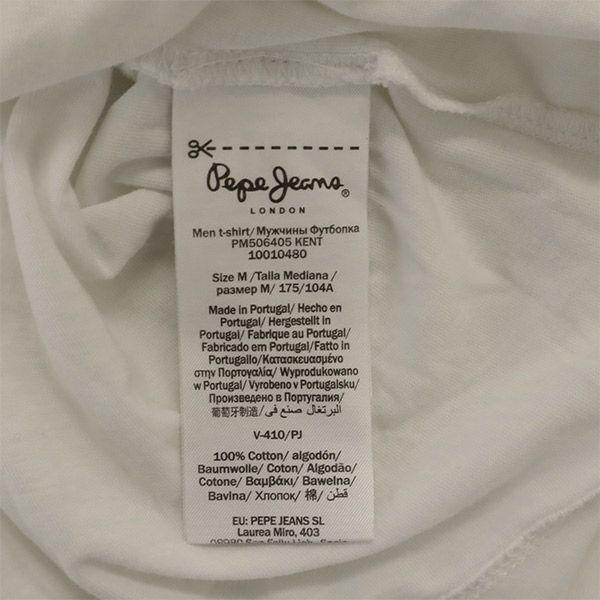 Pepe Jeans®
LONDON
Men t-shirt/ Мужчины Футболка
PM506405 KENT
10010480
Size M /Talla Mediana /
размер M/ 175/104A
Made in Portugal/ Hecho en
Portugal/ Hergestellt in
Portugal/ Fabrique au Portugal/
Fabricado em Portugal/Fatto in
Portugallo/Κατασκευασμένο
στην Πορτογαλία/ Wyprodukowano
w Portugal/ Vyrobeno v Portugalsku/
Произведено в Португалии/
葡萄牙制造/ البرتغال صنع في/
V-410/PJ
100% Cotton/ algodón/
Baumwolle/ Coton/ Algodão/
Cotone/ Βαμβάκι/ Bawełna/
Bavlna/ Хлопок/ 棉/ قطن
EU: PEPE JEANS SL
Laurea Miro, 403